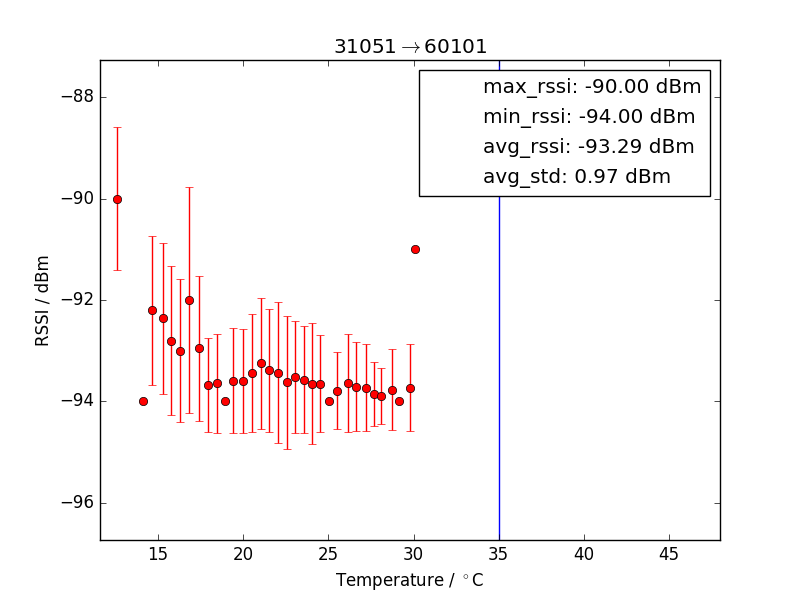 31051→60101
max_rssi: -90.00 dBm
min_rssi: -94.00 dBm
avg_rssi: -93.29 dBm
avg_std: 0.97 dBm
RSSI / dBm
−88
−90
−92
−94
−96
15 20 25 30 35 40 45
Temperature / °C